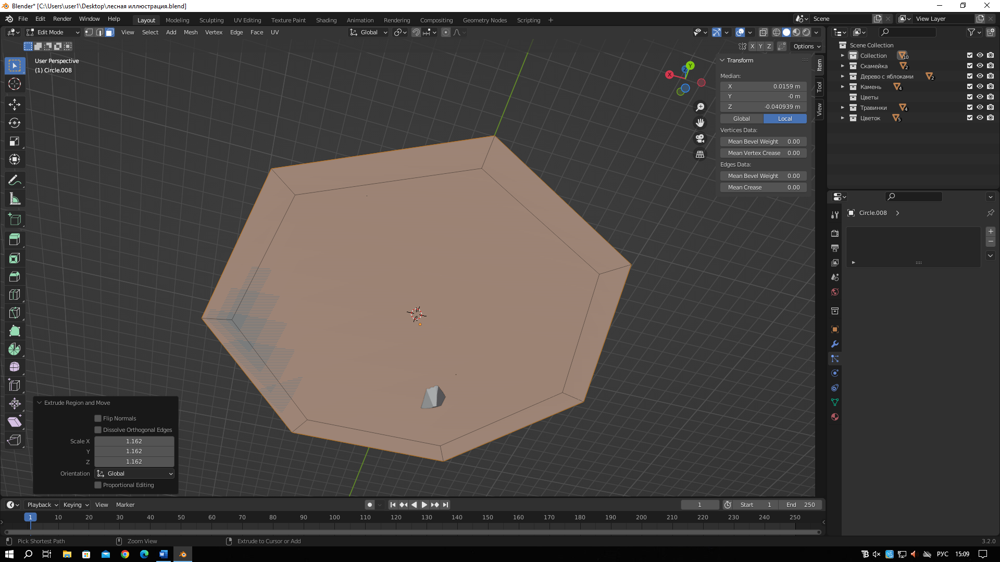 Blender* [C:\Users\user1\Desktop\лесная иллюстрация.blend]
File Edit Render Window Help Layout Modeling Sculpting UV Editing Texture Paint Shading Animation Rendering Compositing Geometry Nodes Scripting + Scene View Layer
Edit Mode View Select Add Mesh Vertex Edge Face UV Global
X Y Z Options
User Perspective
(1) Circle.008
X Y Z
Transform
Median:
X 0.0159 m
Y -0 m
Z -0.040939 m
Global Local
Vertices Data:
Mean Bevel Weight 0.00
Mean Vertex Crease 0.00
Edges Data:
Mean Bevel Weight 0.00
Mean Crease 0.00
Item
Tool
View
Scene Collection
Collection 10
Скамейка 2
Дерево с яблоками 2
Камень 4
Цветы
Травинки 4
Цветок 5
Circle.008
Extrude Region and Move
Flip Normals
Dissolve Orthogonal Edges
Scale X 1.162
Y 1.162
Z 1.162
Orientation Global
Proportional Editing
Playback Keying View Marker 1 Start 1 End 250
1 10 20 30 40 50 60 70 80 90 100 110 120 130 140 150 160 170 180 190 200 210 220 230 240 250
Pick Shortest Path Zoom View Extrude to Cursor or Add 3.2.0
РУС 15:09